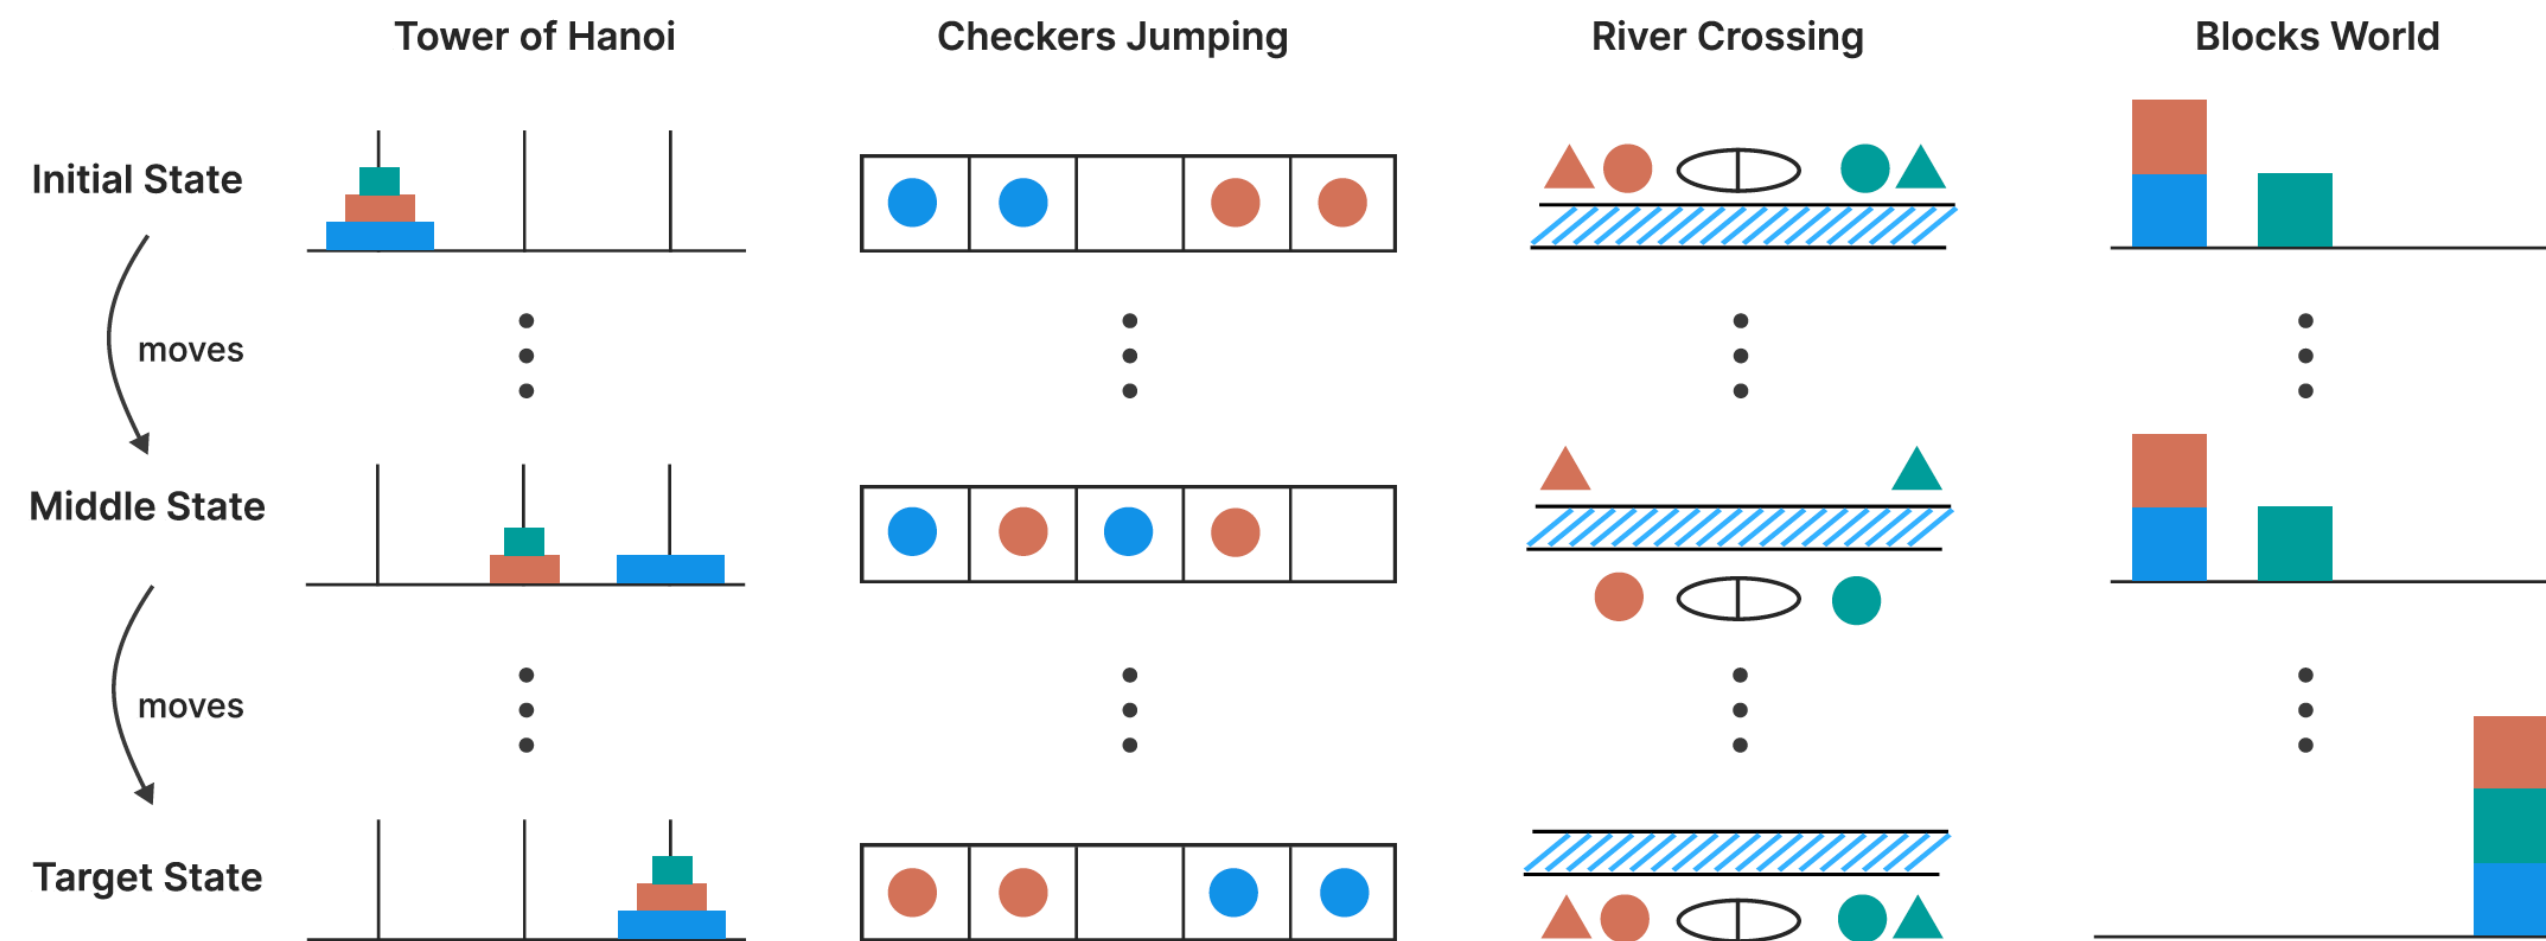 Tower of Hanoi
Checkers Jumping
River Crossing
Blocks World
Initial State
moves
Middle State
moves
Target State